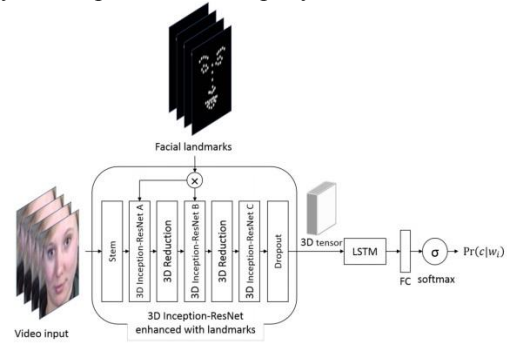 Facial landmarks
×
Stem
3D Inception-ResNet A
3D Reduction
3D Inception-ResNet B
3D Reduction
3D Inception-ResNet C
Dropout
3D tensor
LSTM
FC
σ
softmax
Pr(c|wᵢ)
3D Inception-ResNet
enhanced with landmarks
Video input